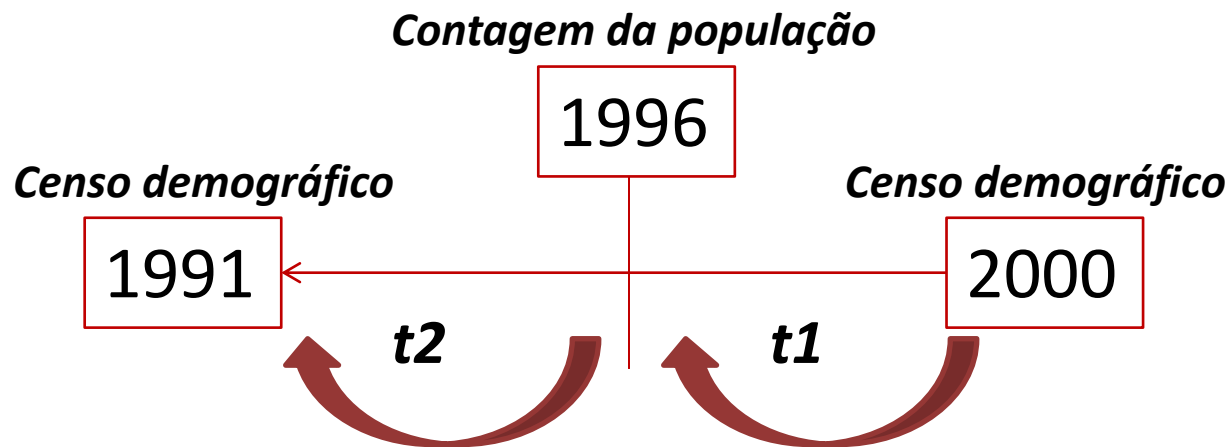 Contagem da população
1996
Censo demográfico
1991
Censo demográfico
2000
t2
t1